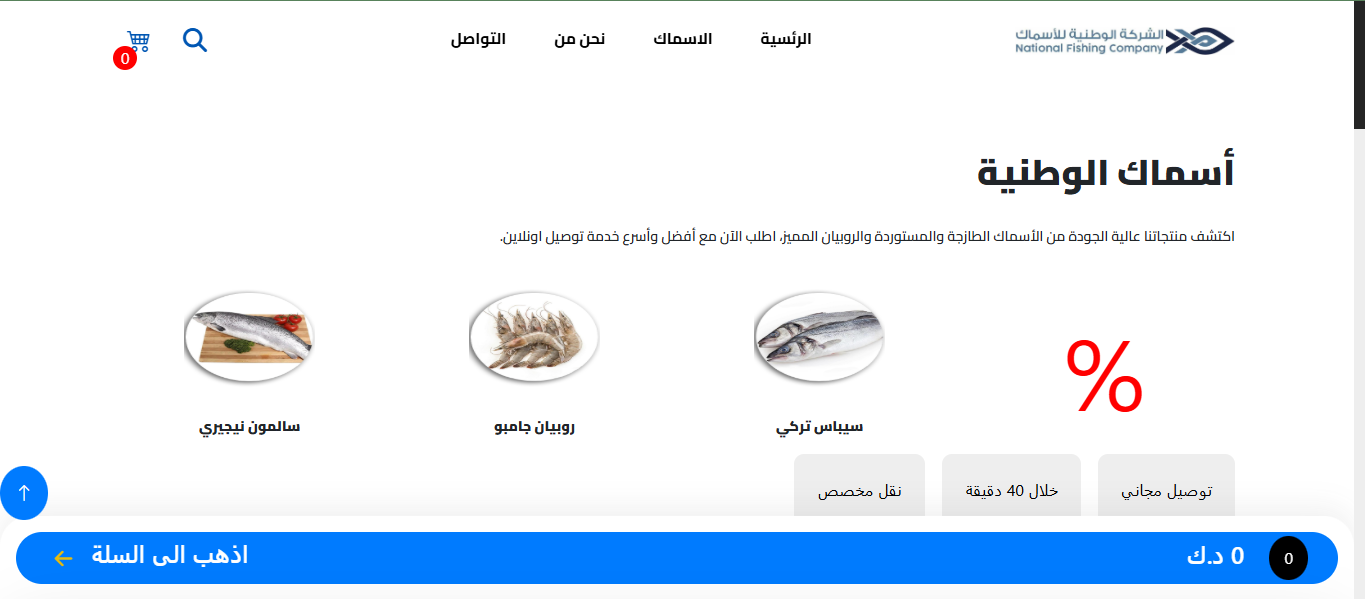 الشركة الوطنية للأسماك
National Fishing Company
الرئسية
الاسماك
نحن من
التواصل
0
أسماك الوطنية
اكتشف منتجاتنا عالية الجودة من الأسماك الطازجة والمستوردة والروبيان المميز، اطلب الآن مع أفضل وأسرع خدمة توصيل اونلاين.
%
سيباس تركي
روبيان جامبو
سالمون نيجيري
توصيل مجاني
خلال 40 دقيقة
نقل مخصص
0
0 د.ك
اذهب الى السلة